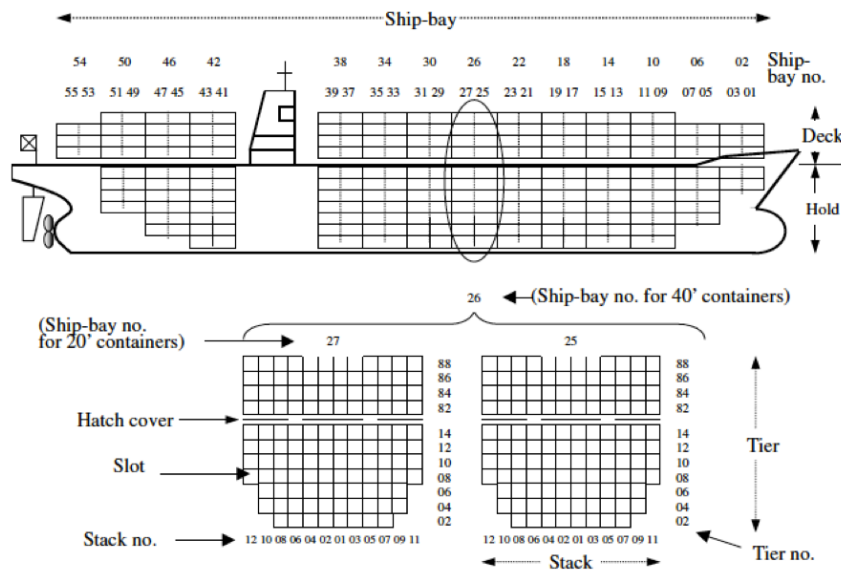 Ship-bay
54 50 46 42 38 34 30 26 22 18 14 10 06 02 Ship-
bay no.
55 53 51 49 47 45 43 41 39 37 35 33 31 29 27 25 23 21 19 17 15 13 11 09 07 05 03 01
Deck
Hold
26 (Ship-bay no. for 40' containers)
(Ship-bay no.
for 20' containers) 27 25
88 88
86 86
84 84
82 82
Hatch cover
14 14
12 12
Tier
10 10
Slot
08 08
06 06
04 04
02 02
Stack no. 12 10 08 06 04 02 01 03 05 07 09 11 12 10 08 06 04 02 01 03 05 07 09 11
Tier no.
Stack